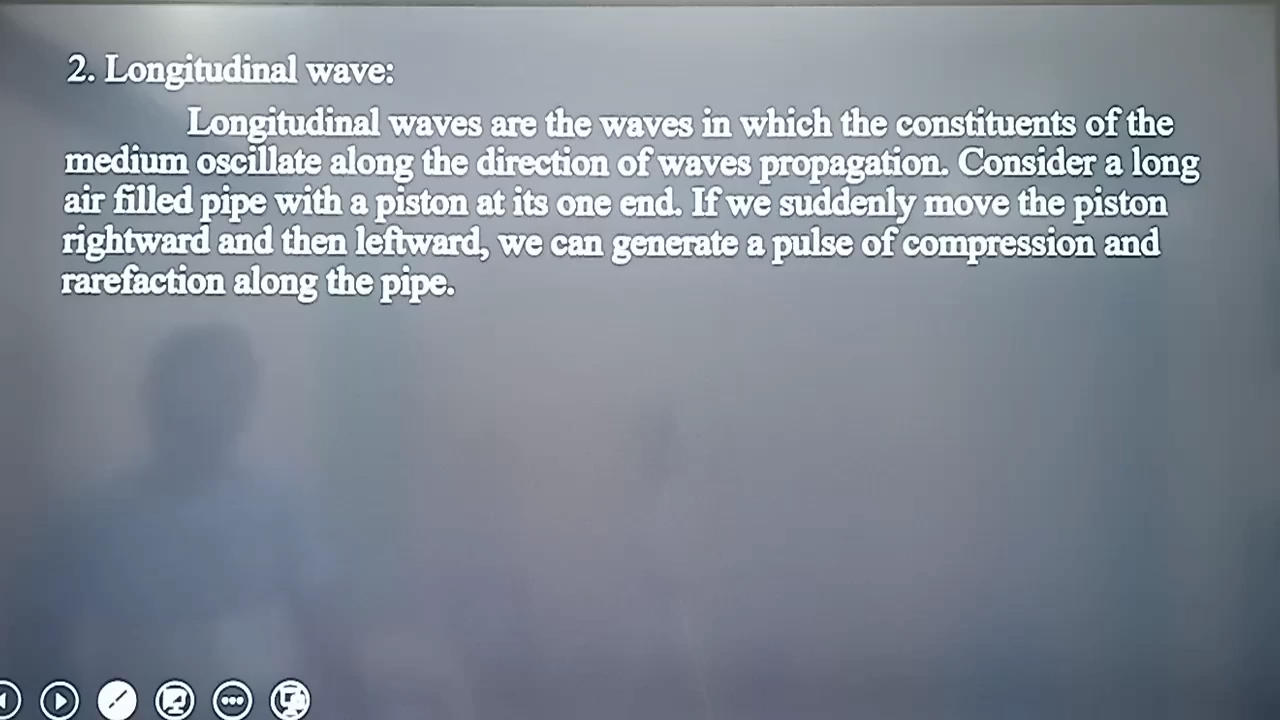 2. Longitudinal wave:
Longitudinal waves are the waves in which the constituents of the
medium oscillate along the direction of waves propagation. Consider a long
air filled pipe with a piston at its one end. If we suddenly move the piston
rightward and then leftward, we can generate a pulse of compression and
rarefaction along the pipe.